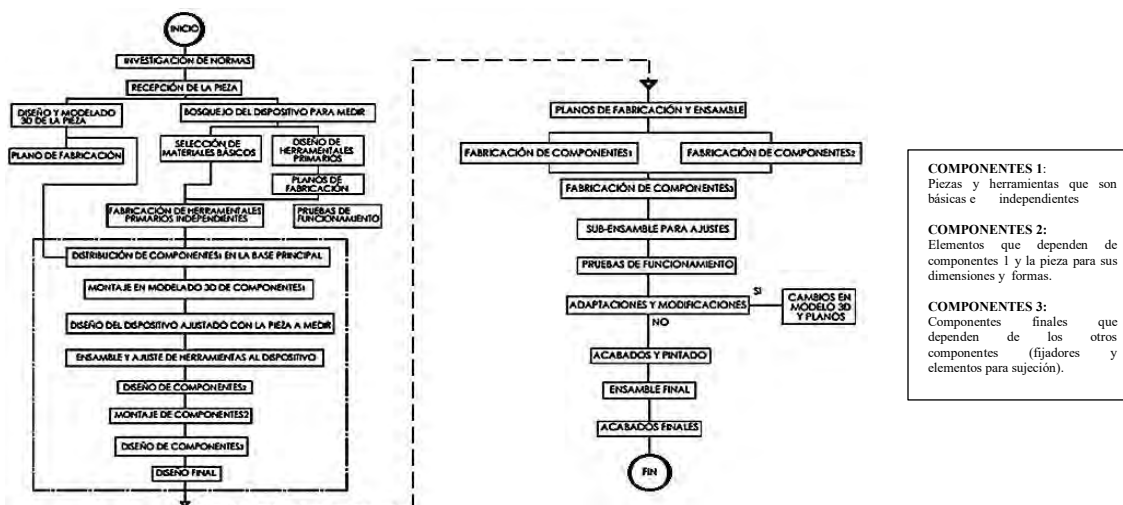 INICIO
INVESTIGACIÓN DE NORMAS
RECEPCIÓN DE LA PIEZA
DISEÑO Y MODELADO
3D DE LA PIEZA
BOSQUEJO DEL DISPOSITIVO PARA MEDIR
PLANO DE FABRICACIÓN
SELECCIÓN DE
MATERIALES BÁSICOS
DISEÑO DE
HERRAMENTALES
PRIMARIOS
PLANOS DE
FABRICACIÓN
FABRICACIÓN DE HERRAMENTALES
PRIMARIOS INDEPENDIENTES
PRUEBAS DE
FUNCIONAMIENTO
DISTRIBUCIÓN DE COMPONENTES1 EN LA BASE PRINCIPAL
MONTAJE EN MODELADO 3D DE COMPONENTES1
DISEÑO DEL DISPOSITIVO AJUSTADO CON LA PIEZA A MEDIR
ENSAMBLE Y AJUSTE DE HERRAMIENTAS AL DISPOSITIVO
DISEÑO DE COMPONENTES2
MONTAJE DE COMPONENTES2
DISEÑO DE COMPONENTES3
DISEÑO FINAL
PLANOS DE FABRICACIÓN Y ENSAMBLE
FABRICACIÓN DE COMPONENTES1
FABRICACIÓN DE COMPONENTES2
FABRICACIÓN DE COMPONENTES3
SUB-ENSAMBLE PARA AJUSTES
PRUEBAS DE FUNCIONAMIENTO
ADAPTACIONES Y MODIFICACIONES
SI
CAMBIOS EN
MODELO 3D
Y PLANOS
NO
ACABADOS Y PINTADO
ENSAMBLE FINAL
ACABADOS FINALES
FIN
COMPONENTES 1:
Piezas y herramientas que son
básicas e independientes
COMPONENTES 2:
Elementos que dependen de
componentes 1 y la pieza para sus
dimensiones y formas.
COMPONENTES 3:
Componentes finales que
dependen de los otros
componentes (fijadores y
elementos para sujeción).